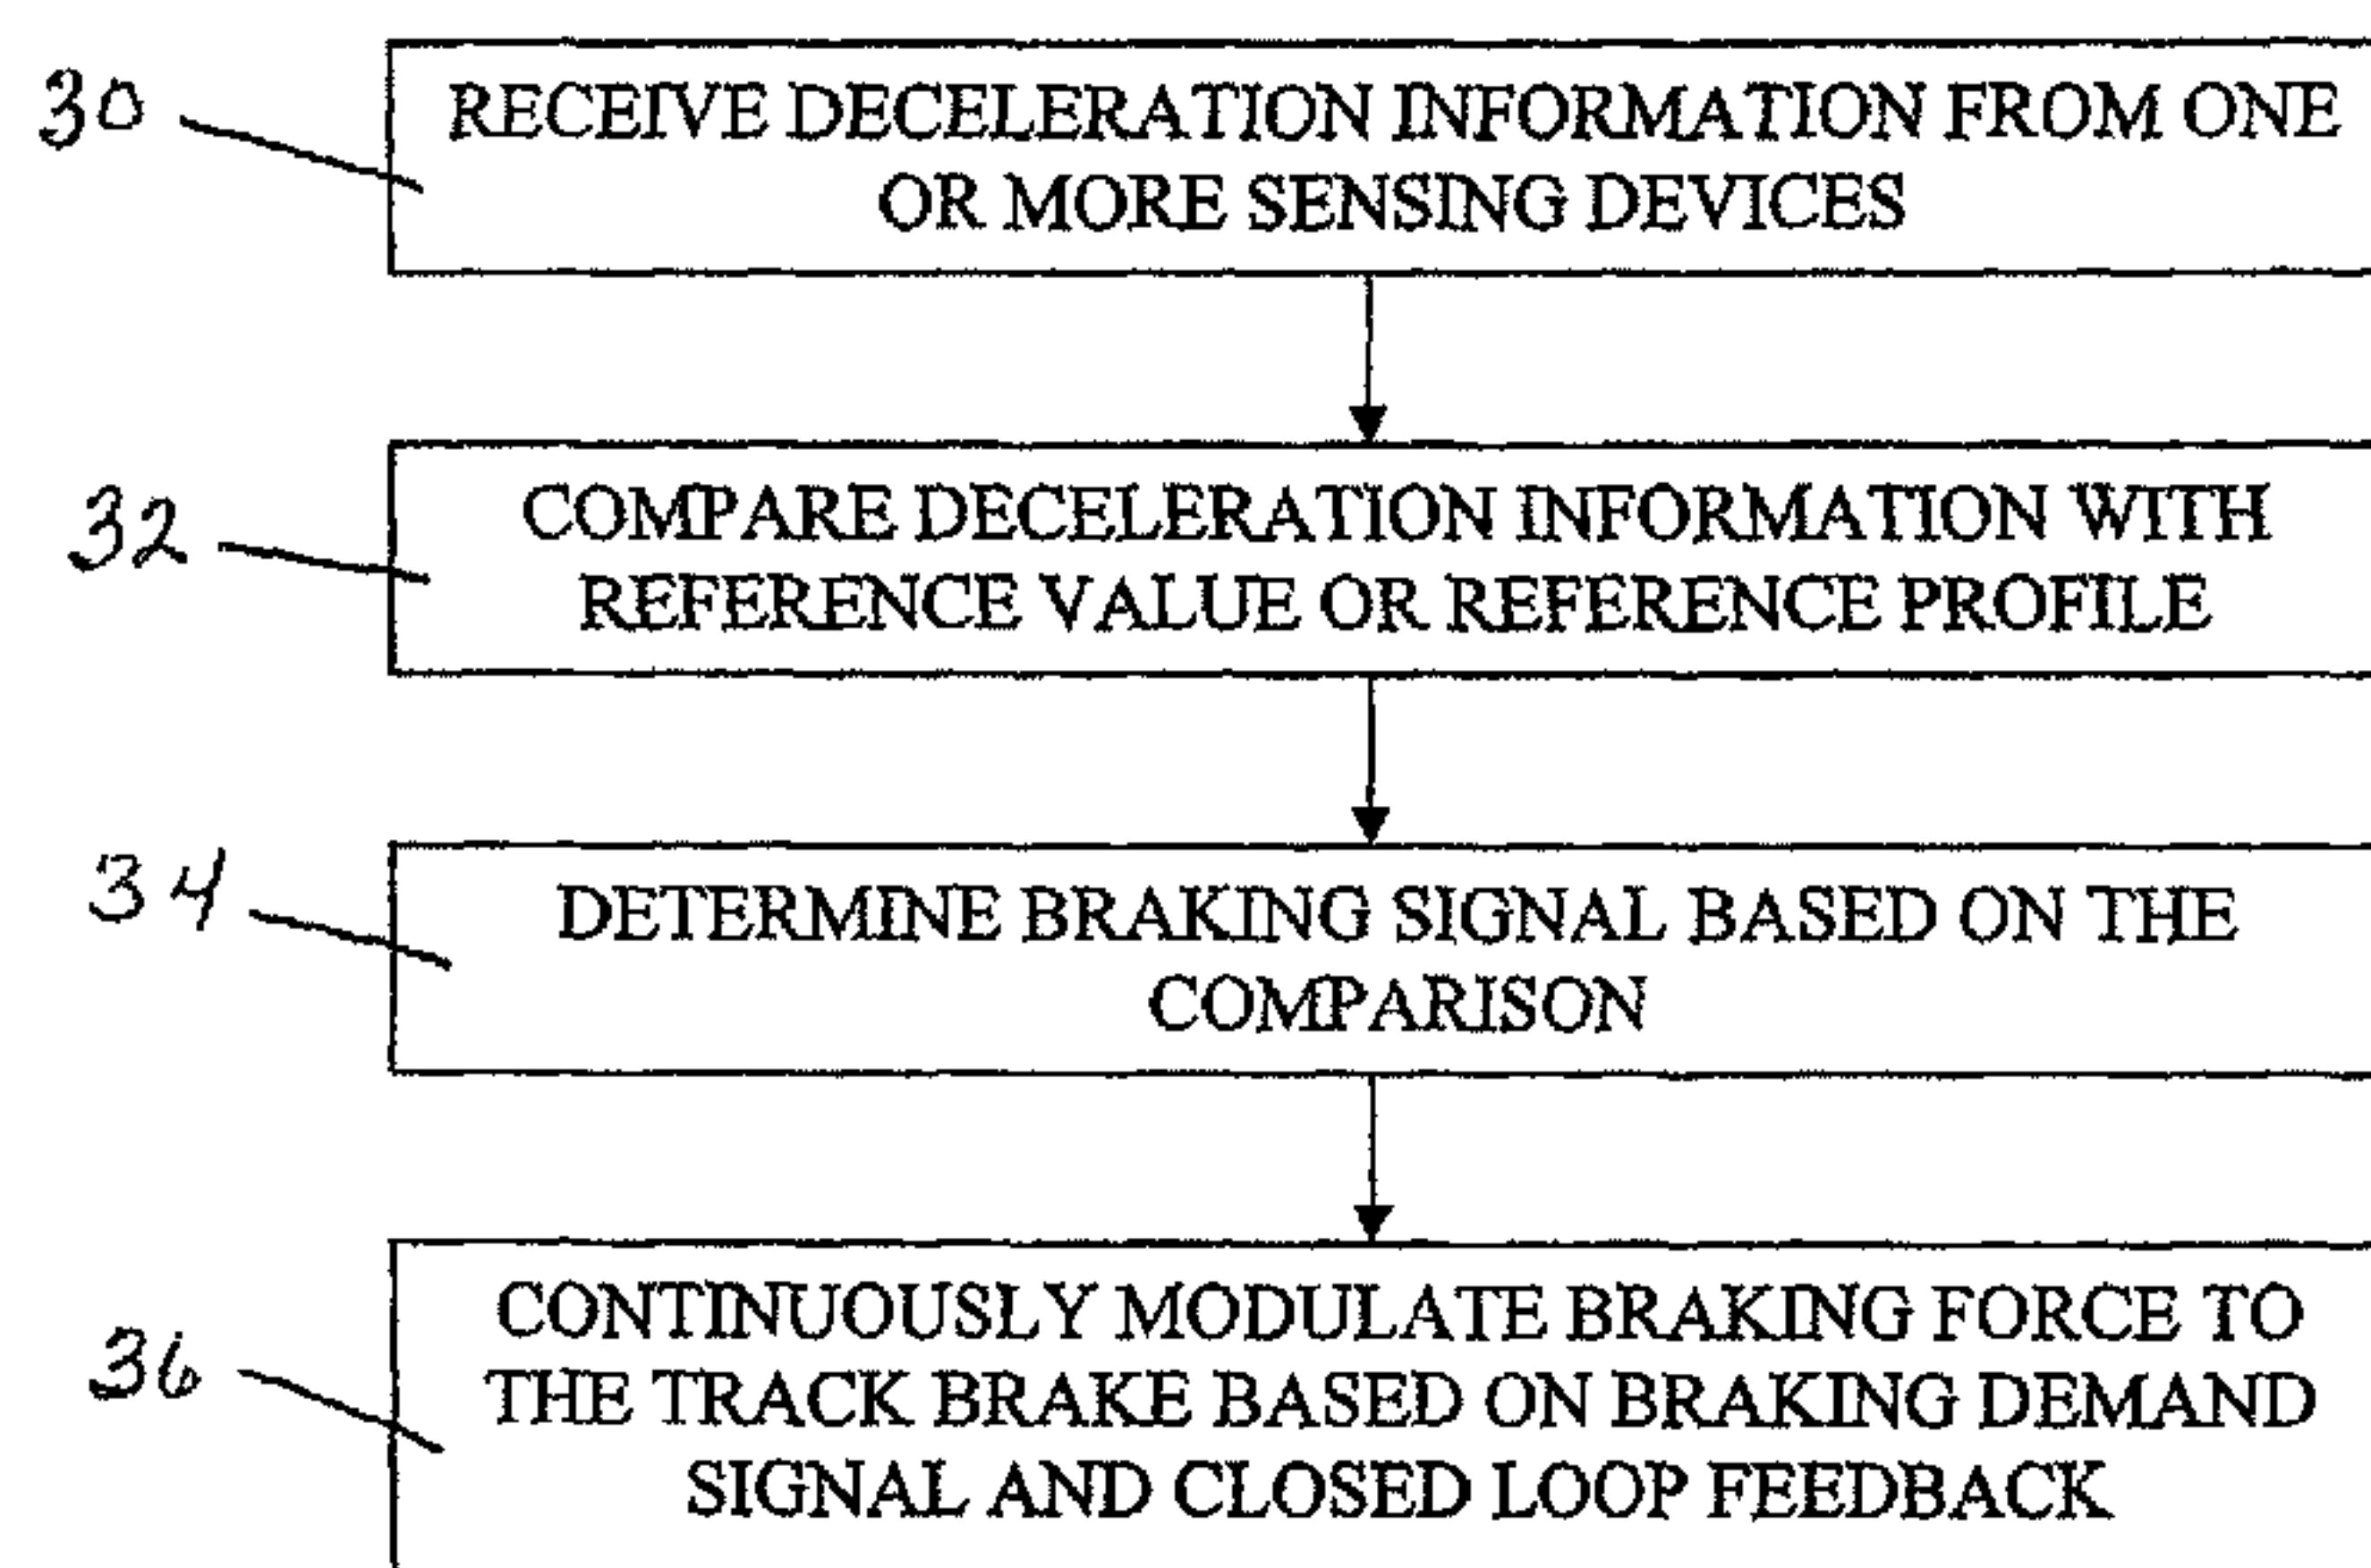 30
RECEIVE DECELERATION INFORMATION FROM ONE
OR MORE SENSING DEVICES
32
COMPARE DECELERATION INFORMATION WITH
REFERENCE VALUE OR REFERENCE PROFILE
34
DETERMINE BRAKING SIGNAL BASED ON THE
COMPARISON
36
CONTINUOUSLY MODULATE BRAKING FORCE TO
THE TRACK BRAKE BASED ON BRAKING DEMAND
SIGNAL AND CLOSED LOOP FEEDBACK